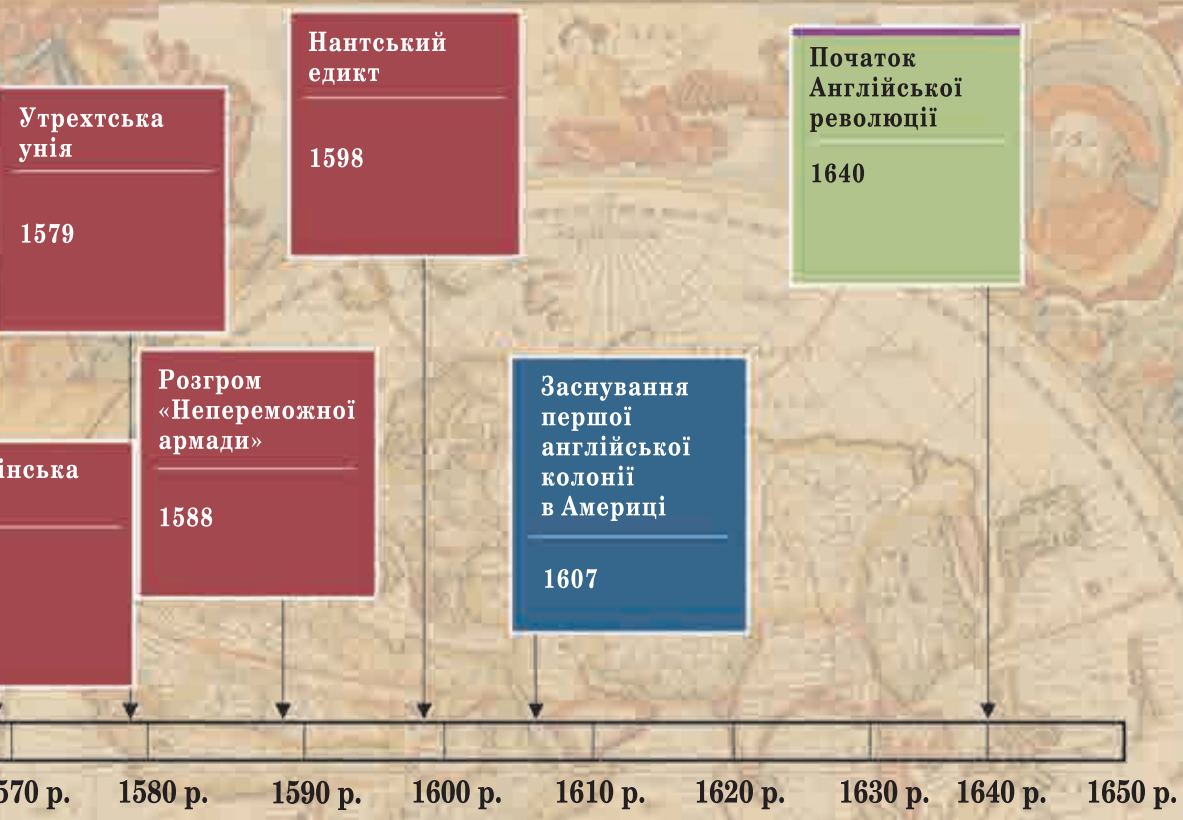 Нантський
едикт
1598
Початок
Англійської
революції
1640
Утрехтська
унія
1579
Розгром
«Непереможної
армади»
1588
Заснування
першої
англійської
колонії
в Америці
1607
інська
570 р. 1580 р. 1590 р. 1600 р. 1610 р. 1620 р. 1630 р. 1640 р. 1650 р.